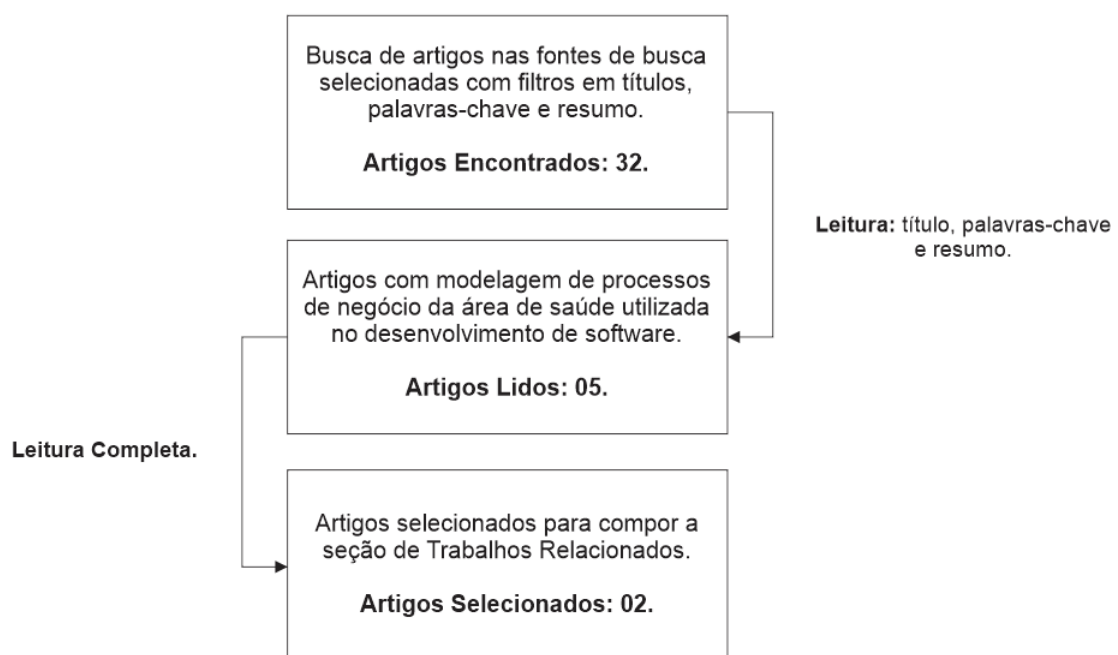 Busca de artigos nas fontes de busca
selecionadas com filtros em títulos,
palavras-chave e resumo.
Artigos Encontrados: 32.
Leitura: título, palavras-chave
e resumo.
Artigos com modelagem de processos
de negócio da área de saúde utilizada
no desenvolvimento de software.
Artigos Lidos: 05.
Leitura Completa.
Artigos selecionados para compor a
seção de Trabalhos Relacionados.
Artigos Selecionados: 02.